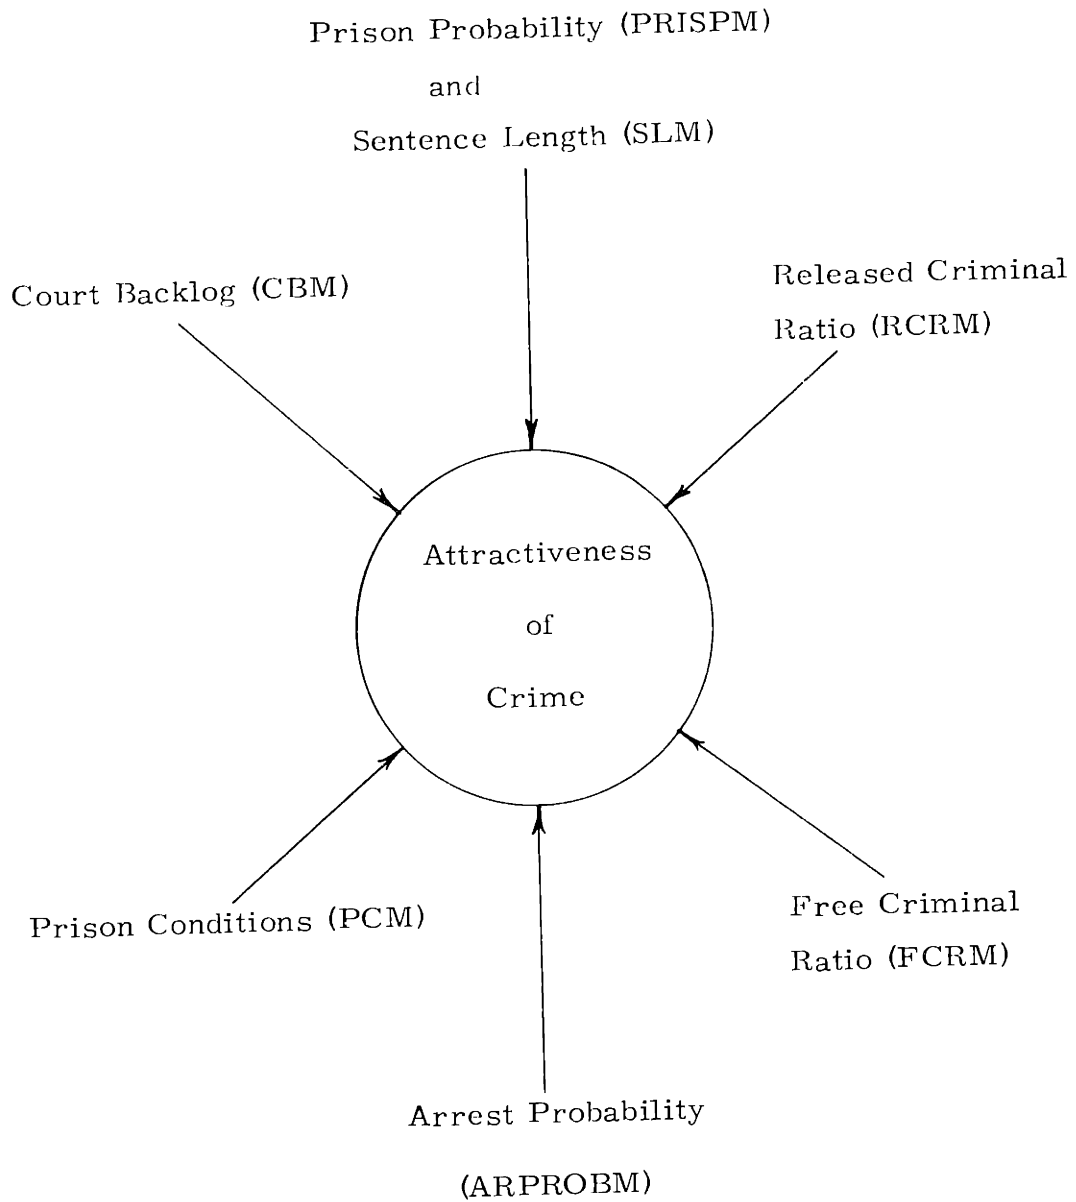 Prison Probability (PRISPM)
and
Sentence Length (SLM)
Court Backlog (CBM)
Released Criminal
Ratio (RCRM)
Attractiveness
of
Crime
Prison Conditions (PCM)
Free Criminal
Ratio (FCRM)
Arrest Probability
(ARPROBM)